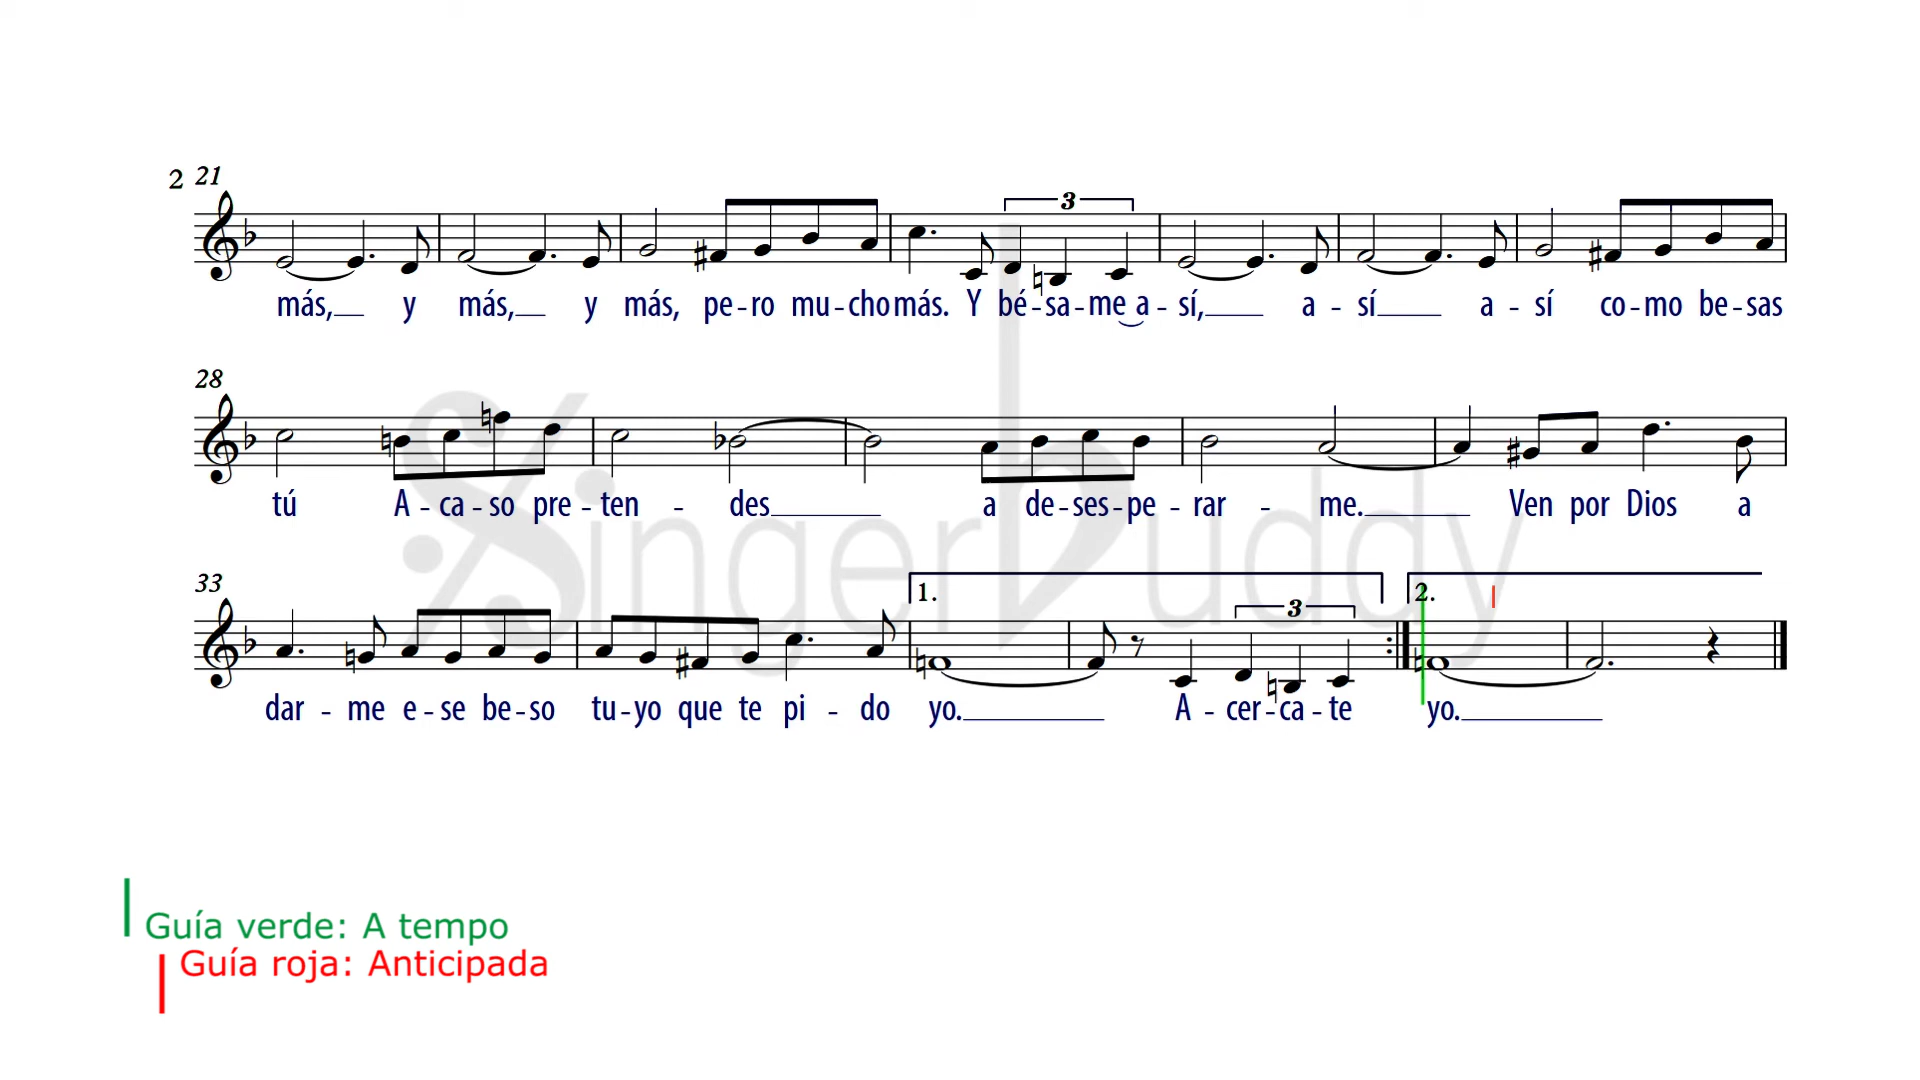 2 21
3
más, y más, y más, pe-ro mu-cho más. Y bé-sa-me a-sí, a-sí a-sí co-mo be-sas
28
tú A-ca-so pre-ten-des a de-ses-pe-rar-me. Ven por Dios a
SingerBuddy
33
1. 2.
3
dar-me e-se be-so tu-yo que te pi-do yo. A-cer-ca-te yo.
Guía verde: A tempo
Guía roja: Anticipada